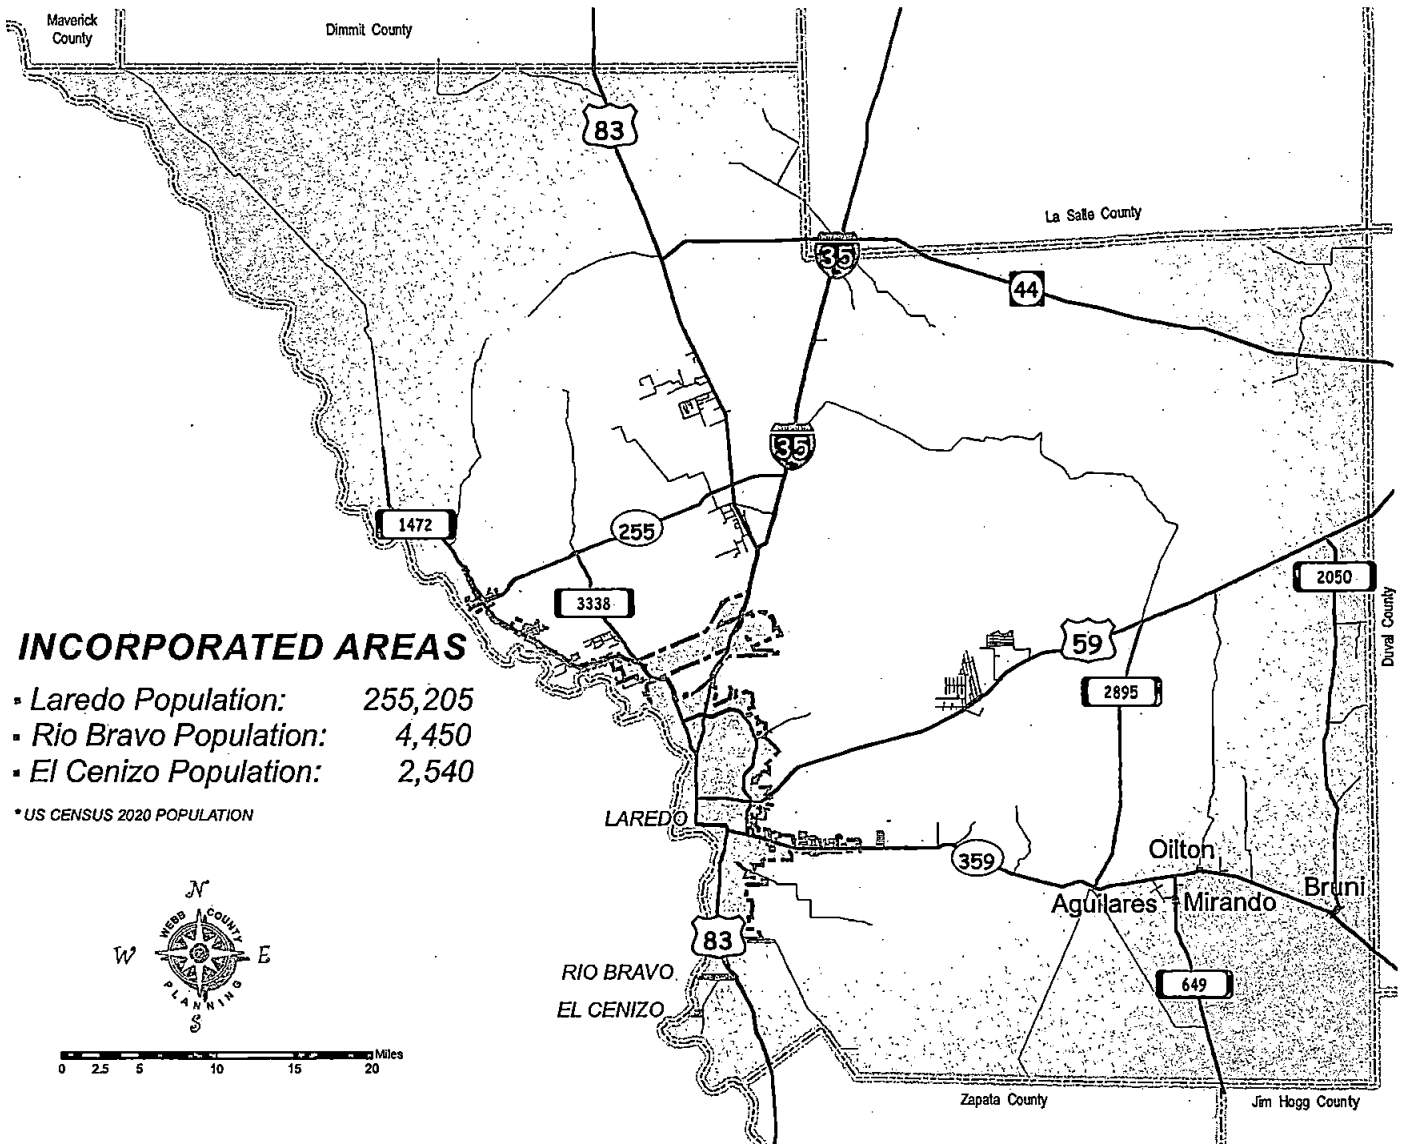 Maverick
County
Dimmit County
83
La Salle County
35
44
35
1472
255
3338
2050
59
Duval County
2895
INCORPORATED AREAS
▪ Laredo Population: 255,205
▪ Rio Bravo Population: 4,450
▪ El Cenizo Population: 2,540
* US CENSUS 2020 POPULATION
LAREDO
359
Oilton
Bruni
Aguilares
Mirando
N
WEBB COUNTY
W
E
PLANNING
S
83
RIO BRAVO
649
EL CENIZO
Miles
0 2.5 5 10 15 20
Zapata County
Jim Hogg County